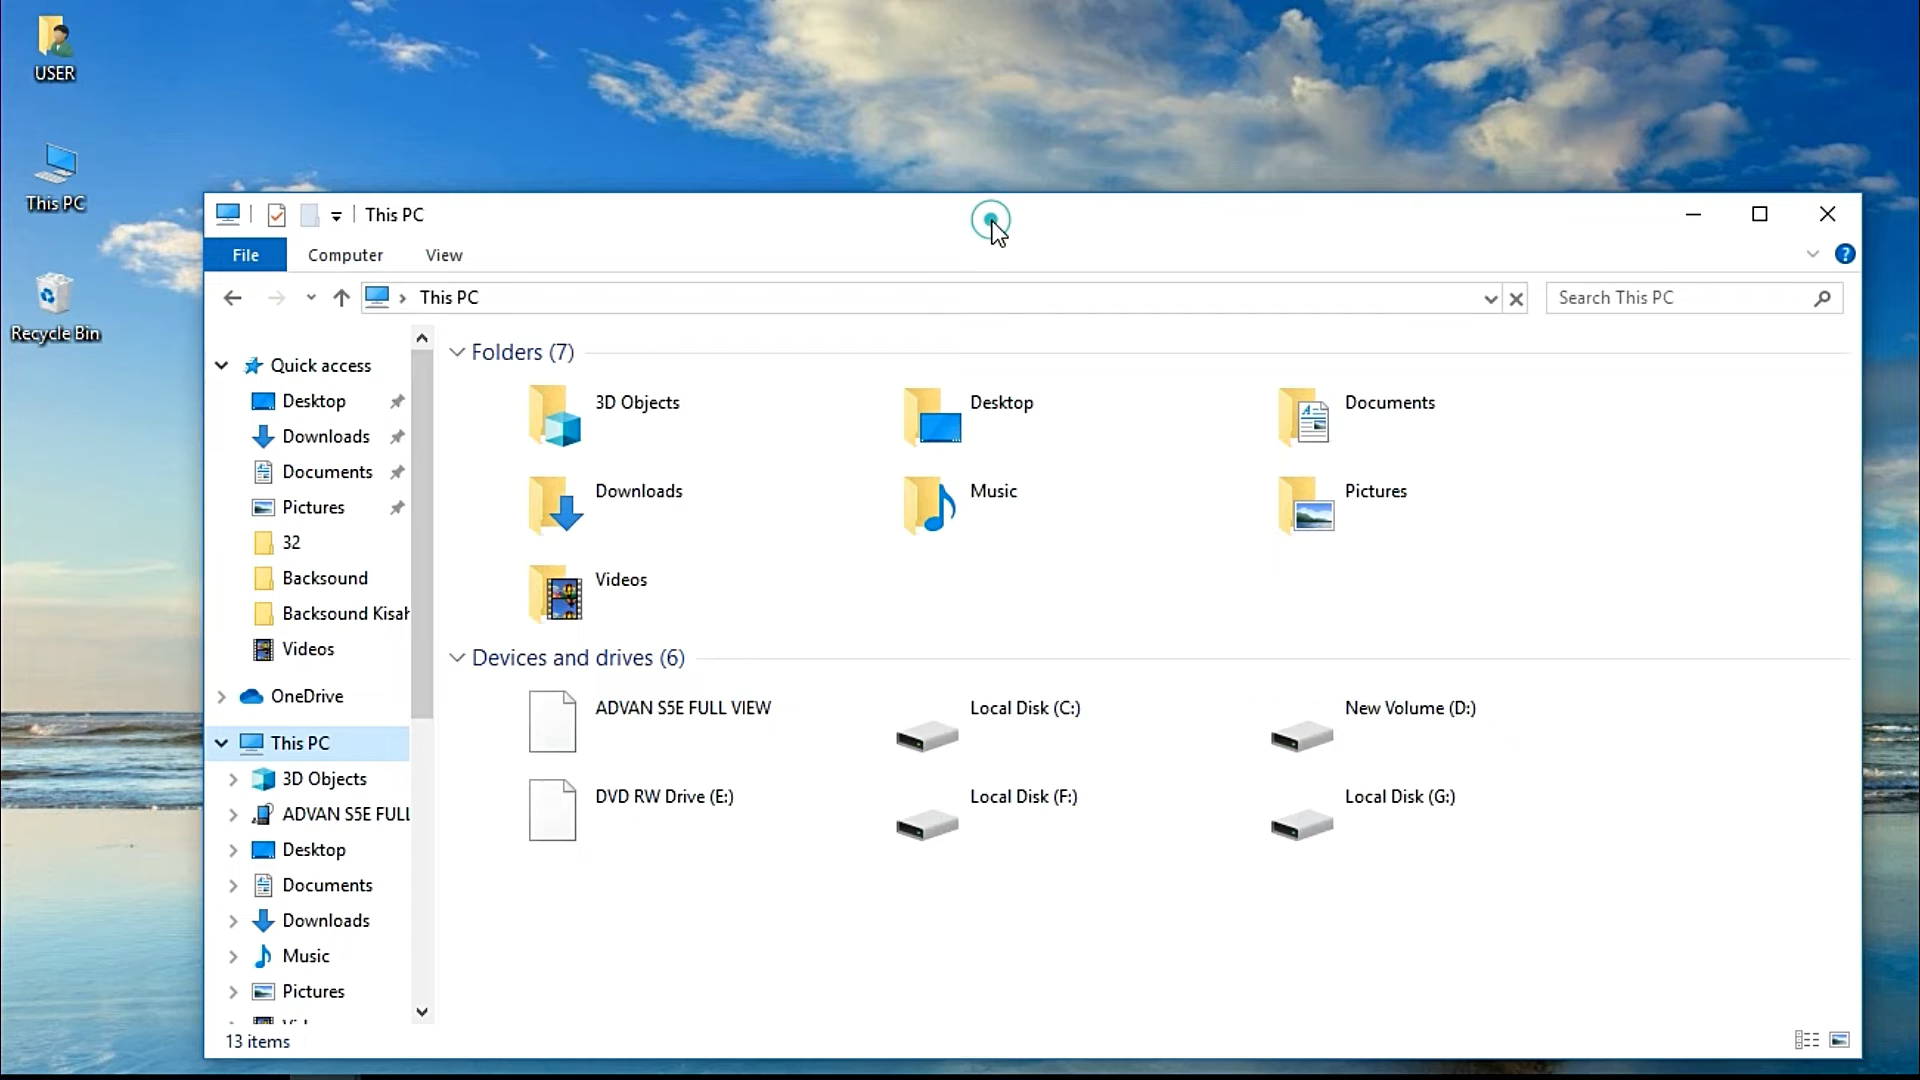 USER
This PC
Recycle Bin
This PC
File Computer View
This PC
Search This PC
Quick access
Desktop
Downloads
Documents
Pictures
32
Backsound
Backsound Kisah
Videos
OneDrive
This PC
3D Objects
ADVAN S5E FULL
Desktop
Documents
Downloads
Music
Pictures
Folders (7)
3D Objects Desktop Documents
Downloads Music Pictures
Videos
Devices and drives (6)
ADVAN S5E FULL VIEW Local Disk (C:) New Volume (D:)
DVD RW Drive (E:) Local Disk (F:) Local Disk (G:)
13 items